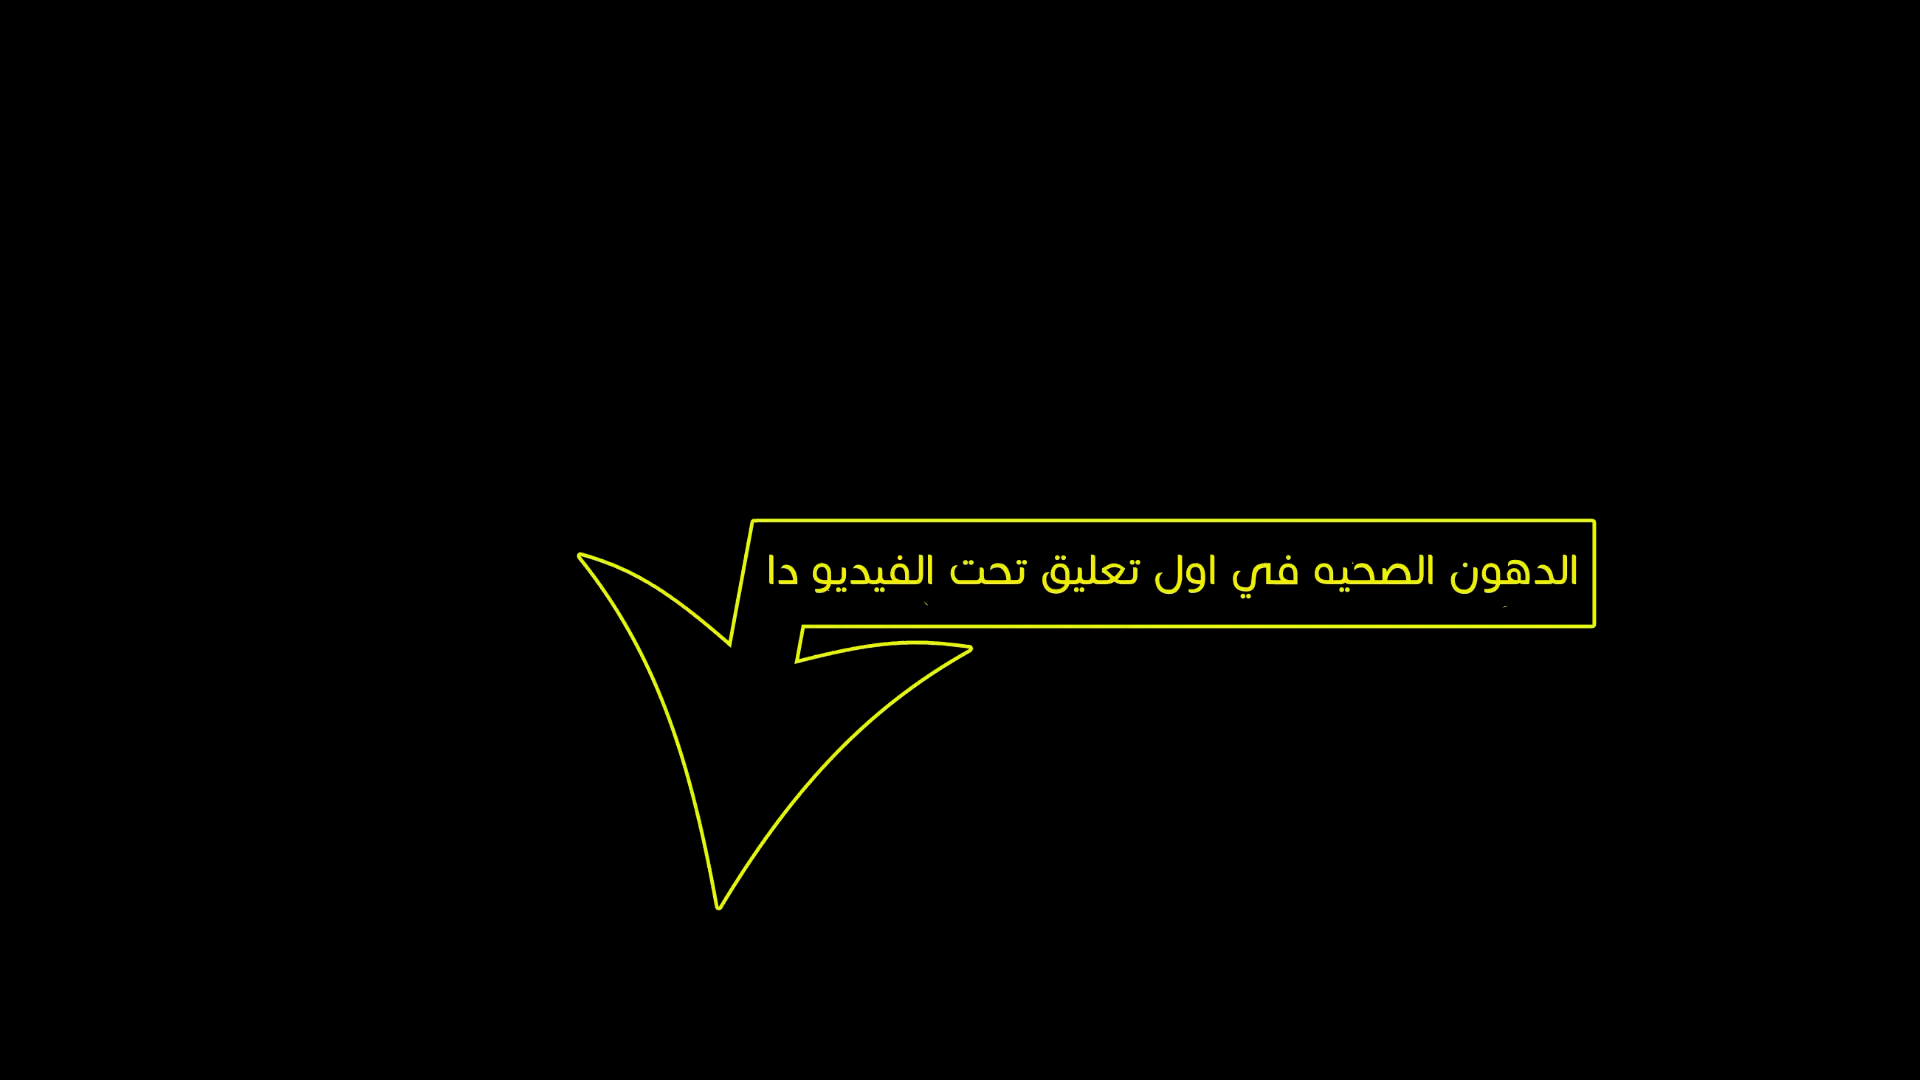 الدهون الصحيه في اول تعليق تحت الفيديو دا